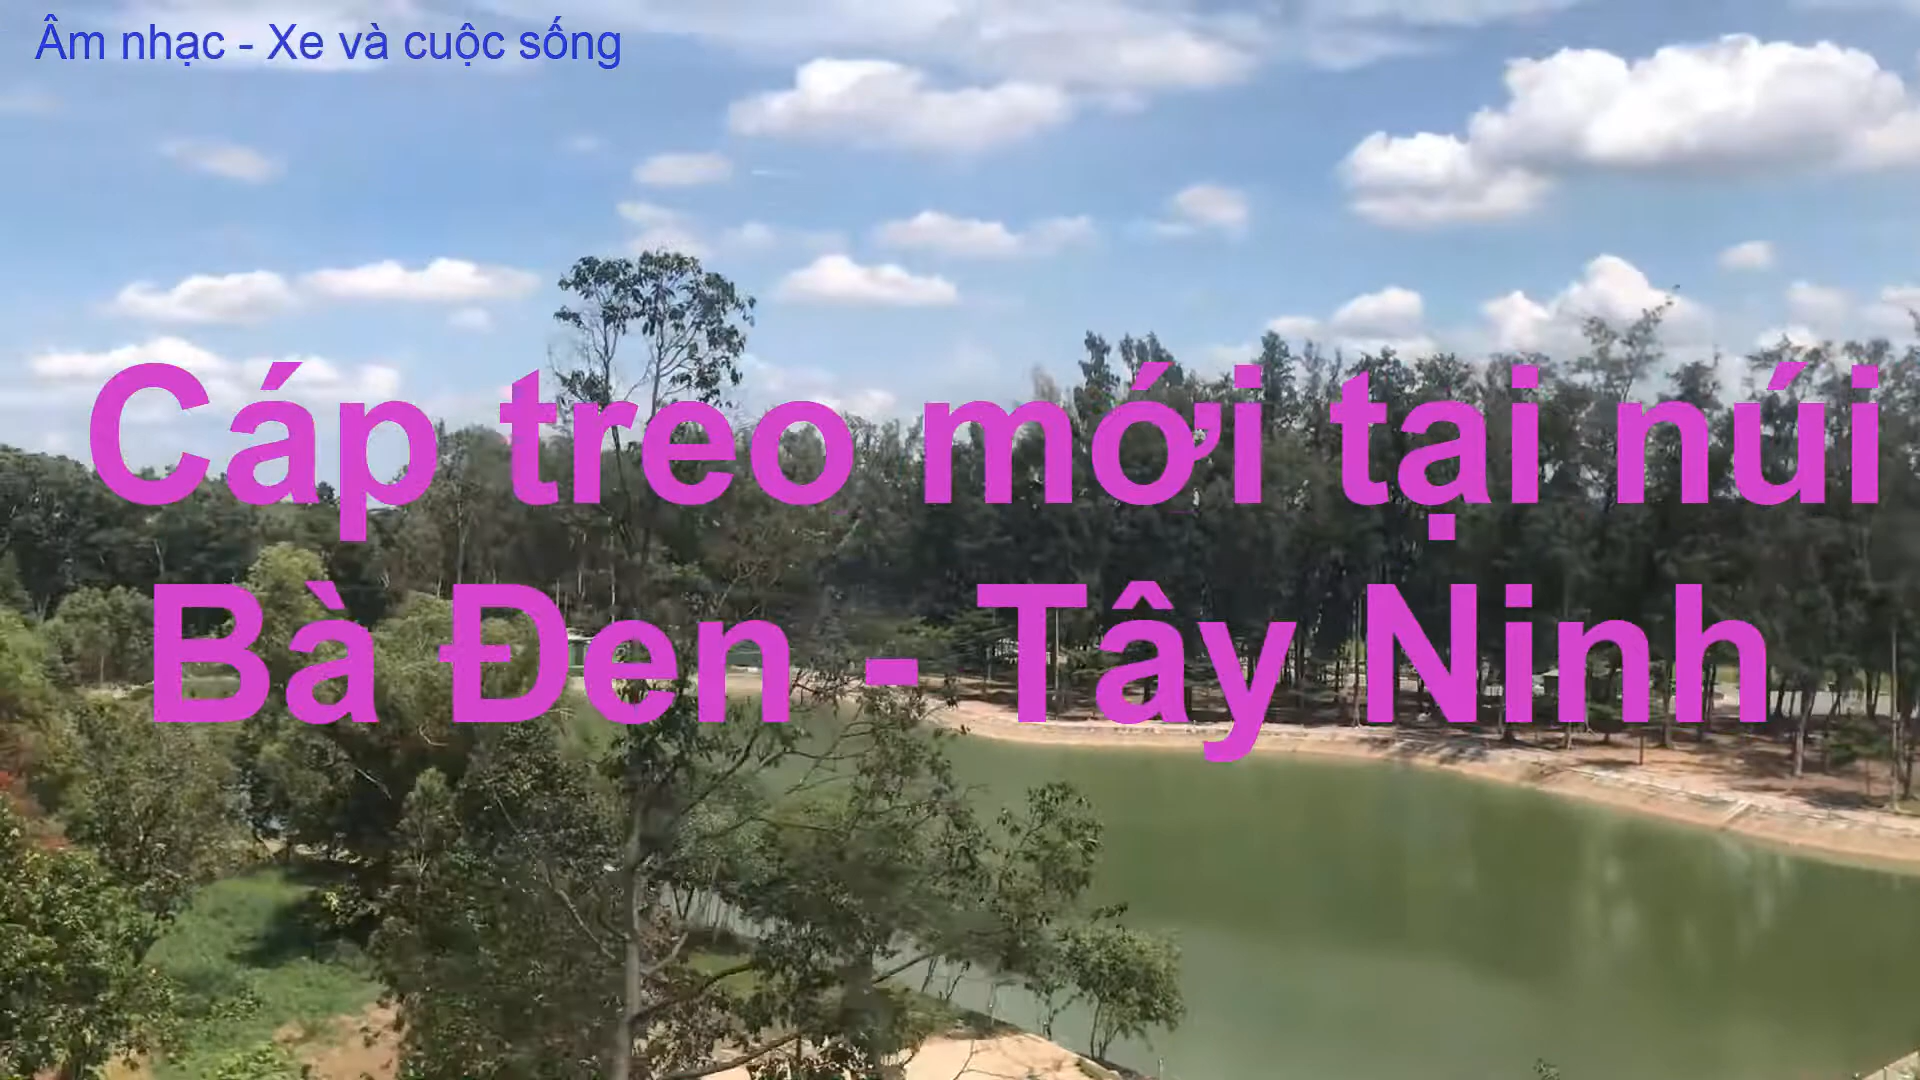 Âm nhạc - Xe và cuộc sống
Cáp treo mới tại núi
Bà Đen - Tây Ninh